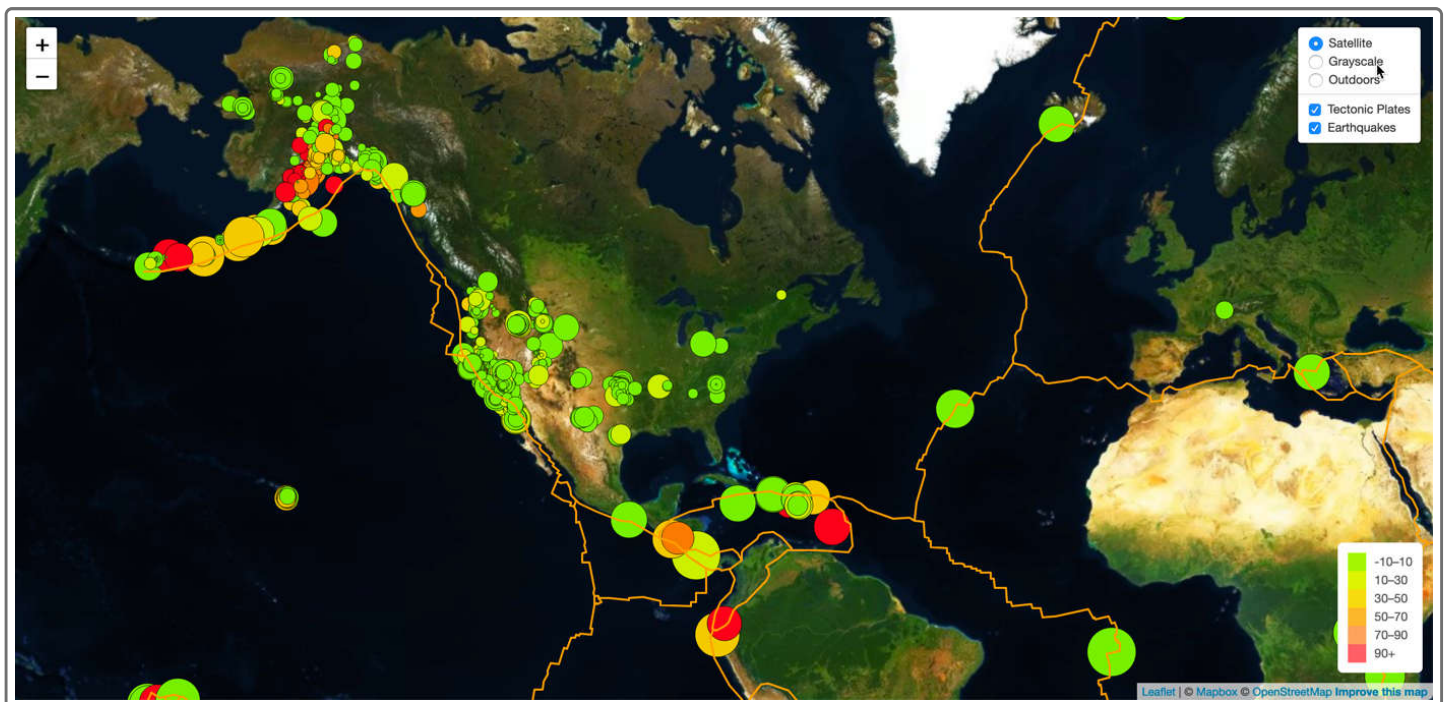 +
−
Satellite
Grayscale
Outdoors
Tectonic Plates
Earthquakes
-10–10
10–30
30–50
50–70
70–90
90+
Leaflet | © Mapbox © OpenStreetMap Improve this map